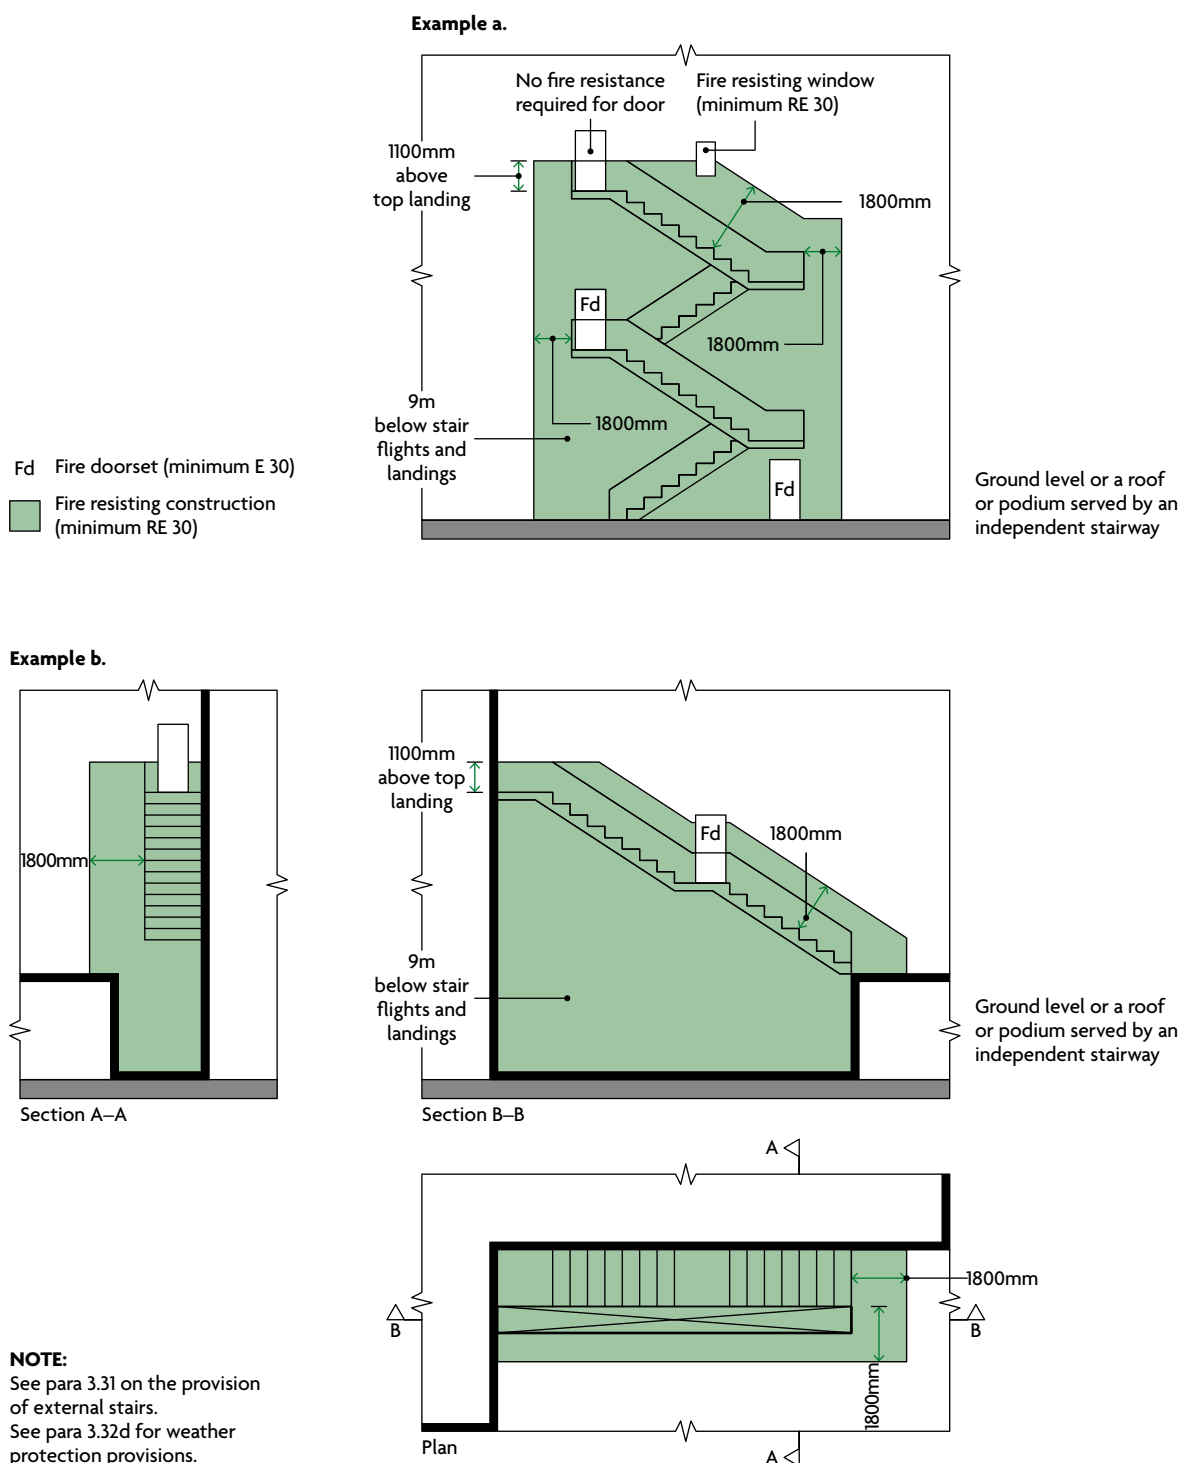 Example a.
No fire resistance
required for door
Fire resisting window
(minimum RE 30)
1100mm
above
top landing
1800mm
Fd
1800mm
9m
below stair
flights and
landings
1800mm
Fd
Fd Fire doorset (minimum E 30)
Fire resisting construction
(minimum RE 30)
Ground level or a roof
or podium served by an
independent stairway
Example b.
1800mm
Section A–A
1100mm
above top
landing
Fd
1800mm
9m
below stair
flights and
landings
Ground level or a roof
or podium served by an
independent stairway
Section B–B
A
1800mm
B
B
1800mm
Plan
A
NOTE:
See para 3.31 on the provision
of external stairs.
See para 3.32d for weather
protection provisions.